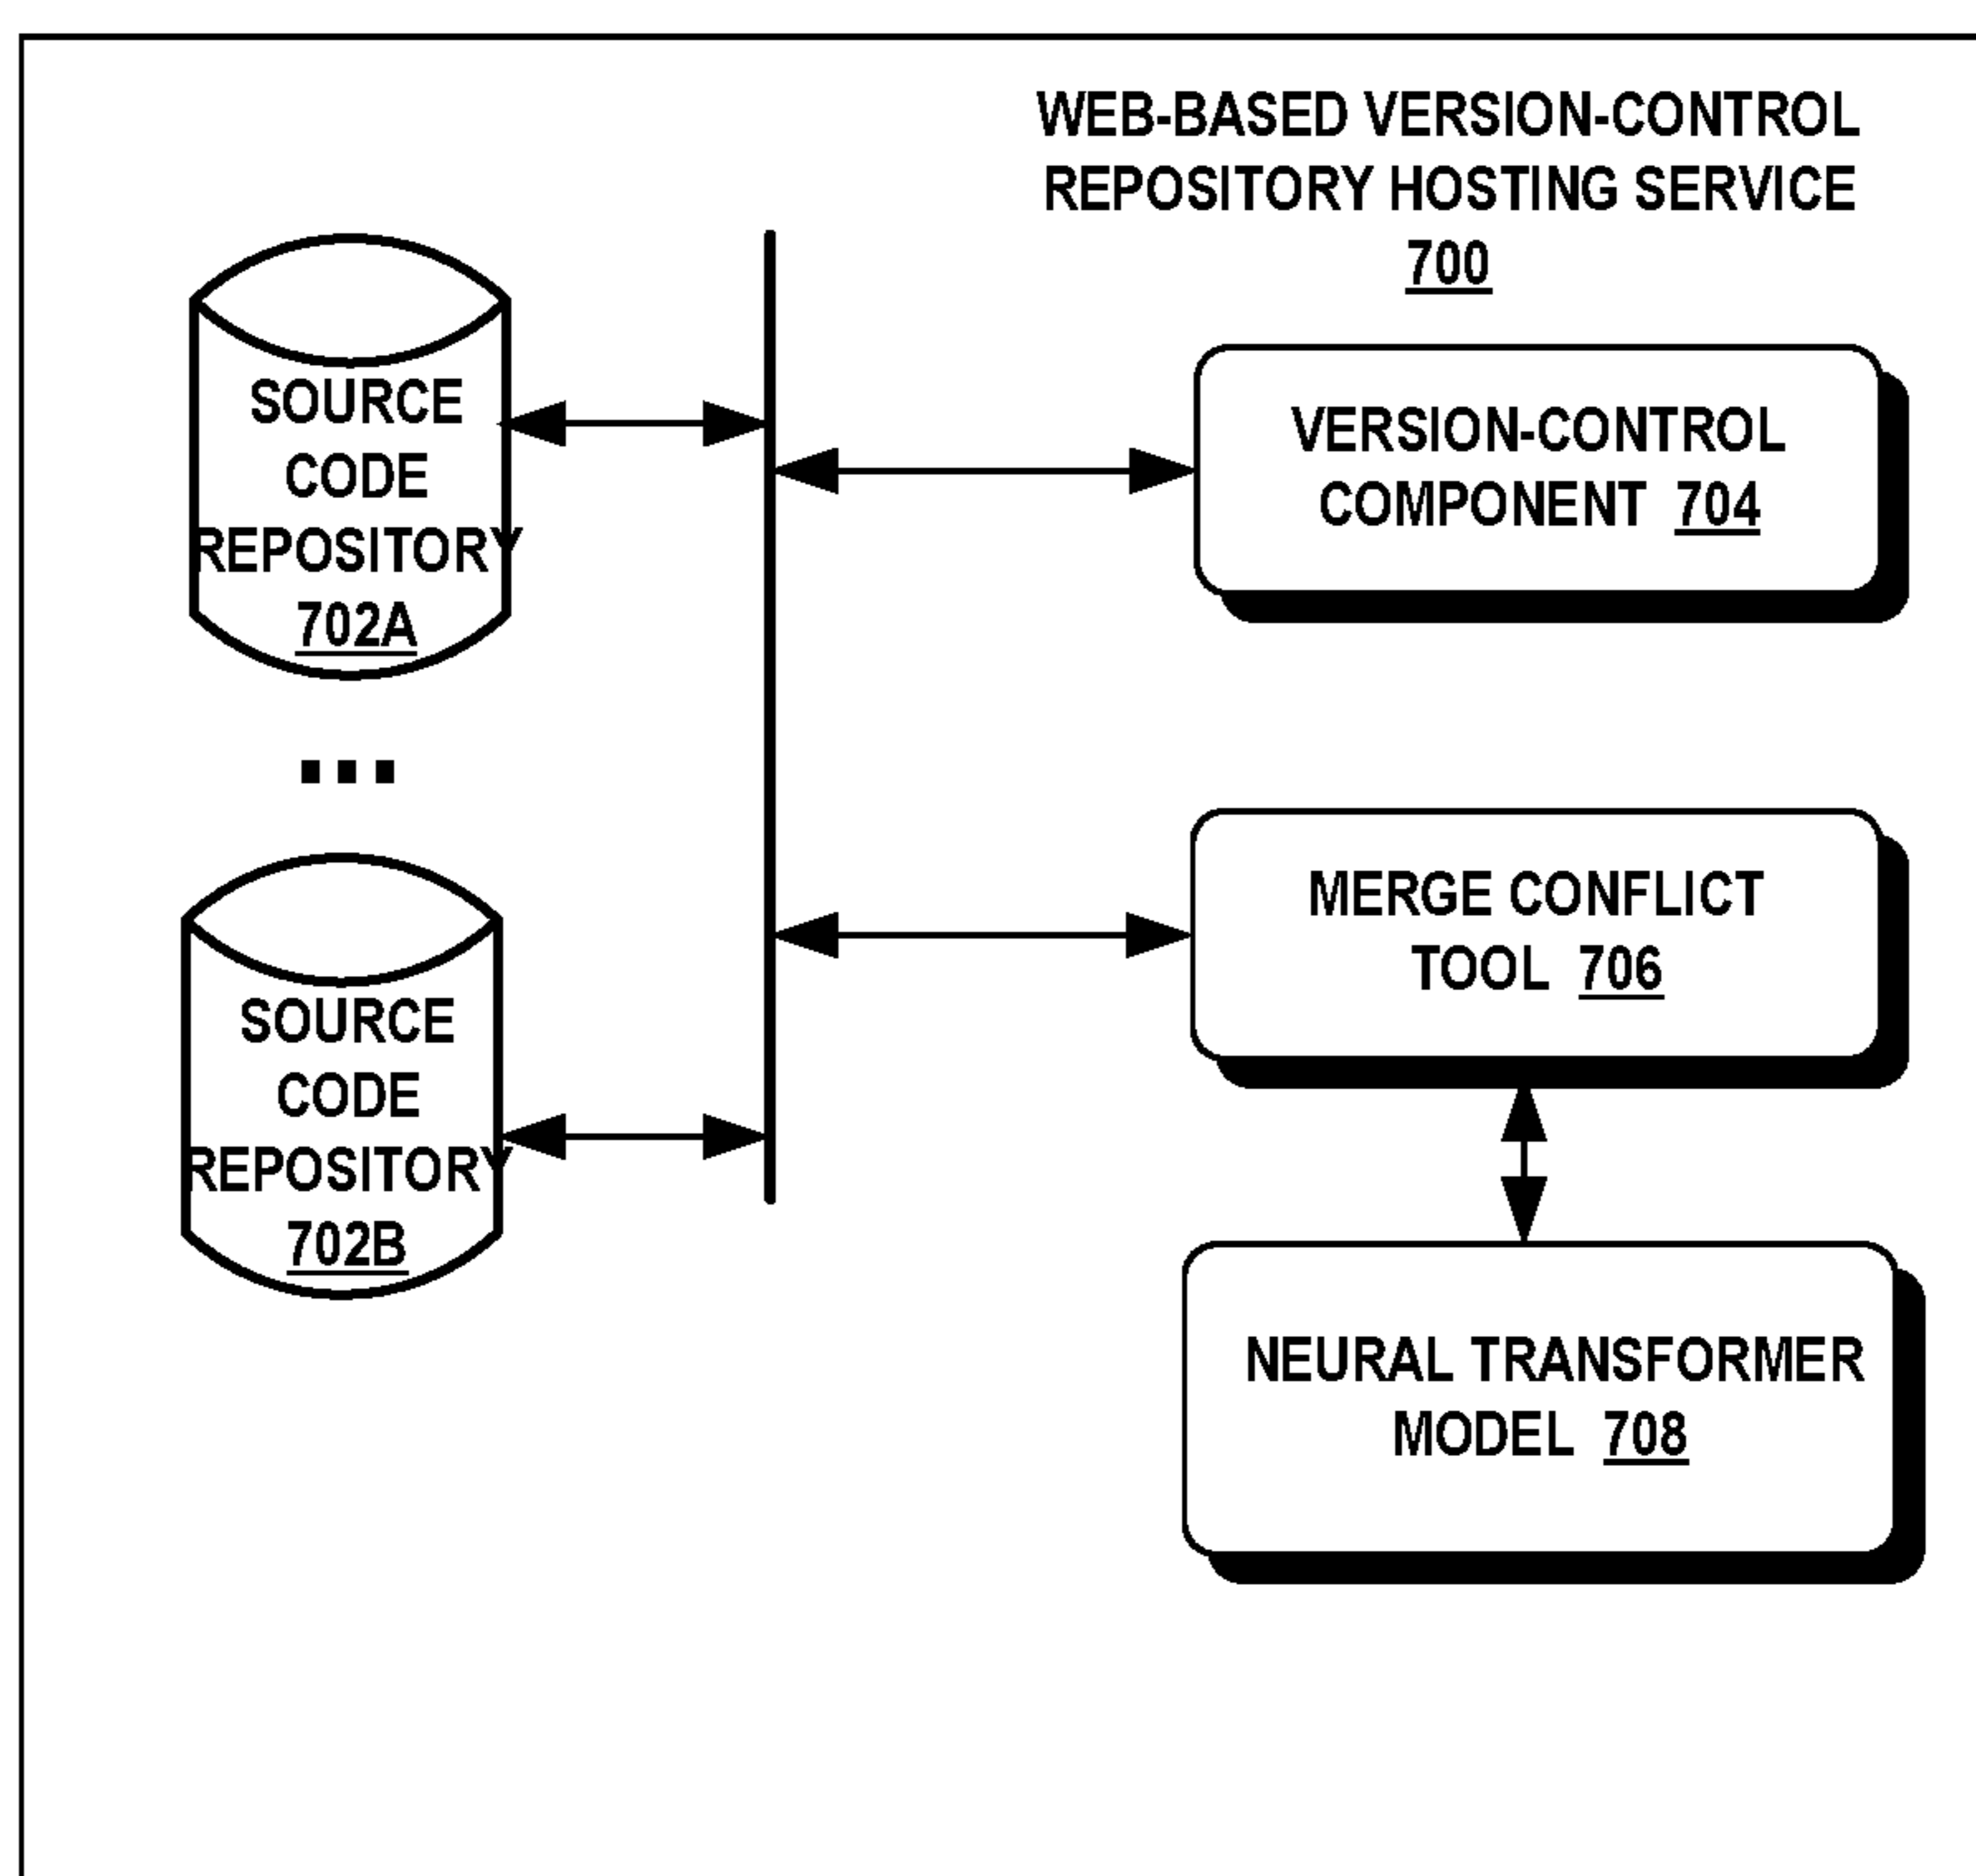 WEB-BASED VERSION-CONTROL
REPOSITORY HOSTING SERVICE
700
SOURCE
CODE
REPOSITORY
702A
VERSION-CONTROL
COMPONENT 704
...
SOURCE
CODE
REPOSITORY
702B
MERGE CONFLICT
TOOL 706
NEURAL TRANSFORMER
MODEL 708